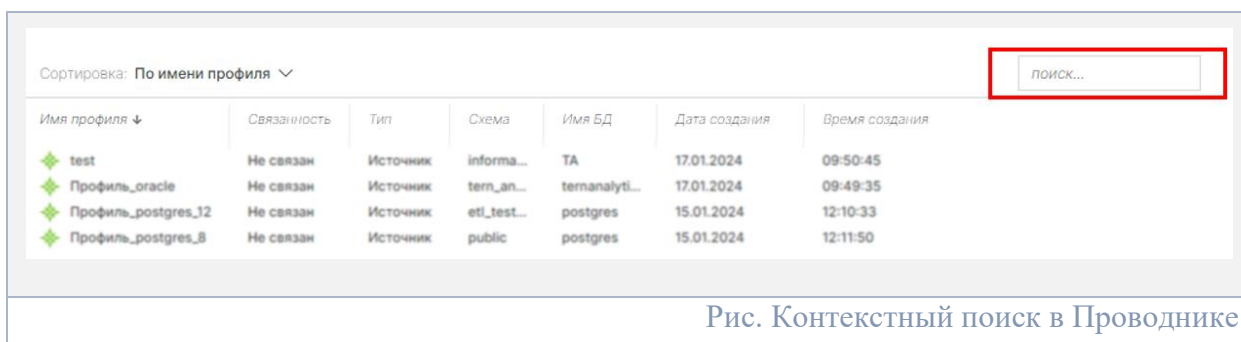 Сортировка: По имени профиля
поиск...
Имя профиля Связанность Тип Схема Имя БД Дата создания Время создания
test Не связан Источник informa... TA 17.01.2024 09:50:45
Профиль_oracle Не связан Источник tern_an... ternanalyti... 17.01.2024 09:49:35
Профиль_postgres_12 Не связан Источник etl_test... postgres 15.01.2024 12:10:33
Профиль_postgres_8 Не связан Источник public postgres 15.01.2024 12:11:50
Рис. Контекстный поиск в Проводнике